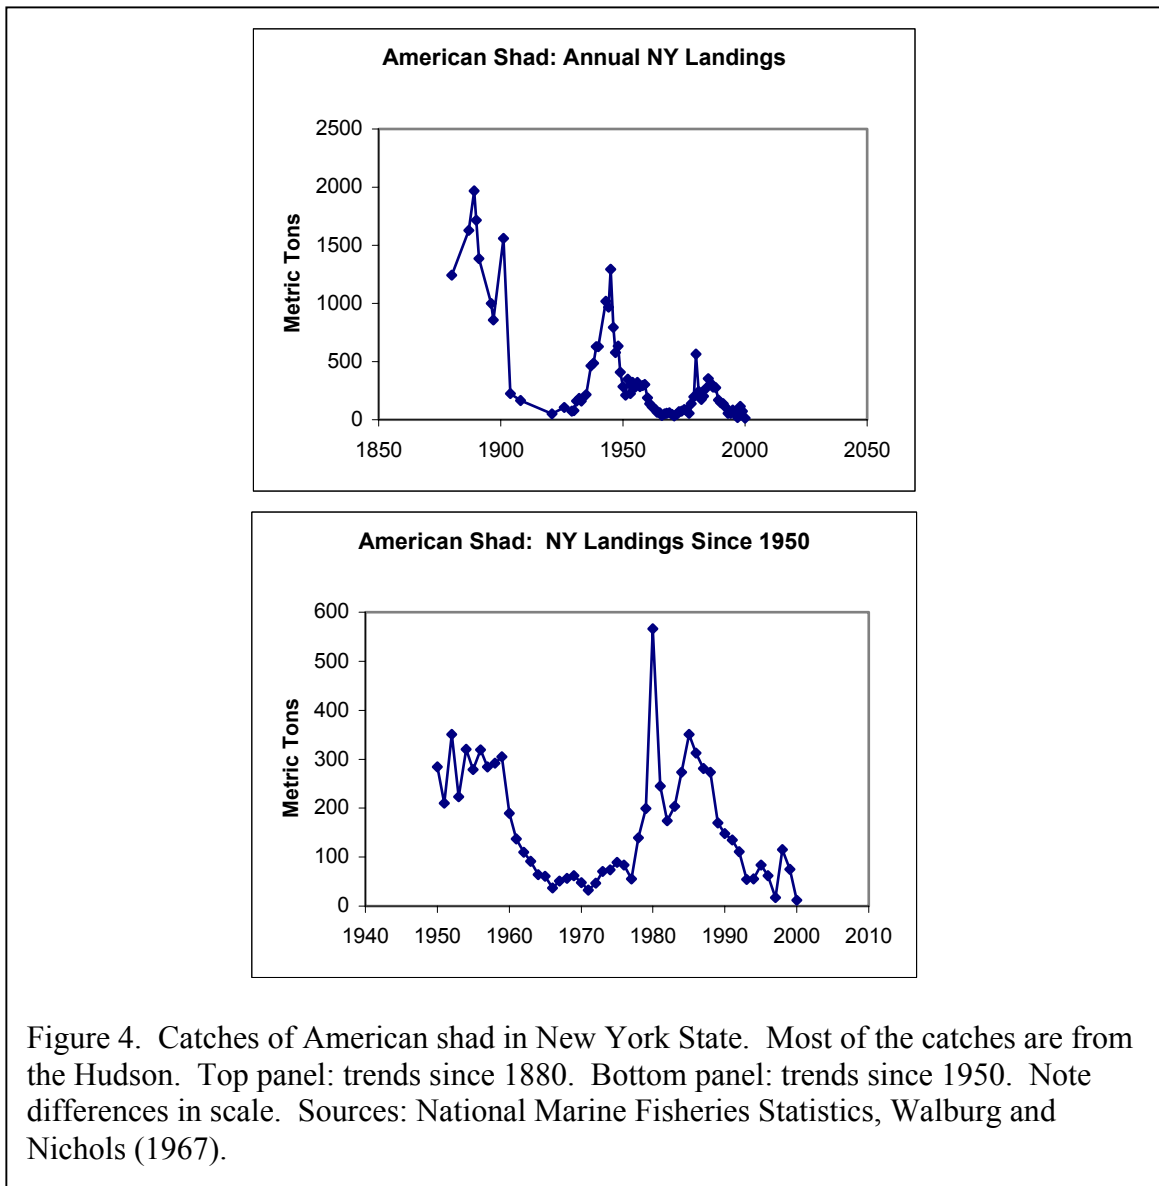 American Shad: Annual NY Landings
2500
2000
1500
1000
500
0
Metric Tons
1850 1900 1950 2000 2050
American Shad:  NY Landings Since 1950
600
500
400
300
200
100
0
Metric Tons
1940 1950 1960 1970 1980 1990 2000 2010
Figure 4.  Catches of American shad in New York State.  Most of the catches are from
the Hudson.  Top panel: trends since 1880.  Bottom panel: trends since 1950.  Note
differences in scale.  Sources: National Marine Fisheries Statistics, Walburg and
Nichols (1967).